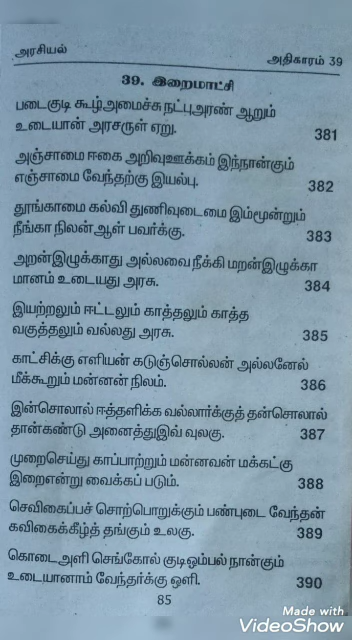 அரசியல்
அதிகாரம் 39
39. இறைமாட்சி
படைகுடி கூழ்அமைச்சு நட்புஅரண் ஆறும்
உடையான் அரசருள் ஏறு. 381
அஞ்சாமை ஈகை அறிவுஊக்கம் இந்நான்கும்
எஞ்சாமை வேந்தற்கு இயல்பு. 382
தூங்காமை கல்வி துணிவுடைமை இம்மூன்றும்
நீங்கா நிலன்ஆள் பவர்க்கு. 383
அறன்இழுக்காது அல்லவை நீக்கி மறன்இழுக்கா
மானம் உடையது அரசு. 384
இயற்றலும் ஈட்டலும் காத்தலும் காத்த
வகுத்தலும் வல்லது அரசு. 385
காட்சிக்கு எளியன் கடுஞ்சொல்லன் அல்லனேல்
மீக்கூறும் மன்னன் நிலம். 386
இன்சொலால் ஈத்தளிக்க வல்லார்க்குத் தன்சொலால்
தான்கண்டு அனைத்துஇவ் வுலகு. 387
முறைசெய்து காப்பாற்றும் மன்னவன் மக்கட்கு
இறைஎன்று வைக்கப் படும். 388
செவிகைப்பச் சொற்பொறுக்கும் பண்புடை வேந்தன்
கவிகைக்கீழ்த் தங்கும் உலகு. 389
கொடைஅளி செங்கோல் குடிஓம்பல் நான்கும்
உடையானாம் வேந்தர்க்கு ஒளி. 390
85
Made with
VideoShow